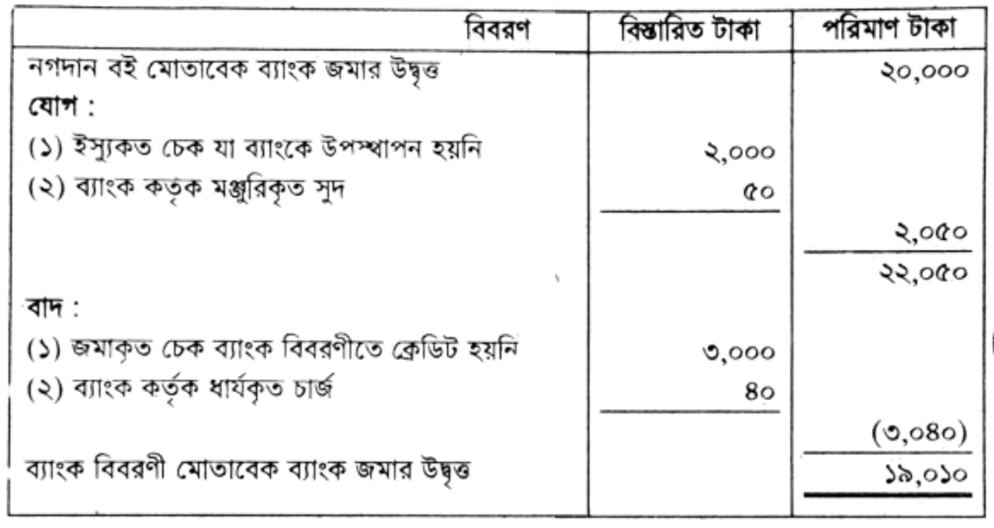 বিবরণ বিস্তারিত টাকা পরিমাণ টাকা
নগদান বই মোতাবেক ব্যাংক জমার উদ্বৃত্ত ২০,০০০
যোগ :
(১) ইস্যুকৃত চেক যা ব্যাংকে উপস্থাপন হয়নি ২,০০০
(২) ব্যাংক কর্তৃক মঞ্জুরিকৃত সুদ ৫০
২,০৫০
২২,০৫০
বাদ :
(১) জমাকৃত চেক ব্যাংক বিবরণীতে ক্রেডিট হয়নি ৩,০০০
(২) ব্যাংক কর্তৃক ধার্যকৃত চার্জ ৪০
(৩,০৪০)
ব্যাংক বিবরণী মোতাবেক ব্যাংক জমার উদ্বৃত্ত ১৯,০১০